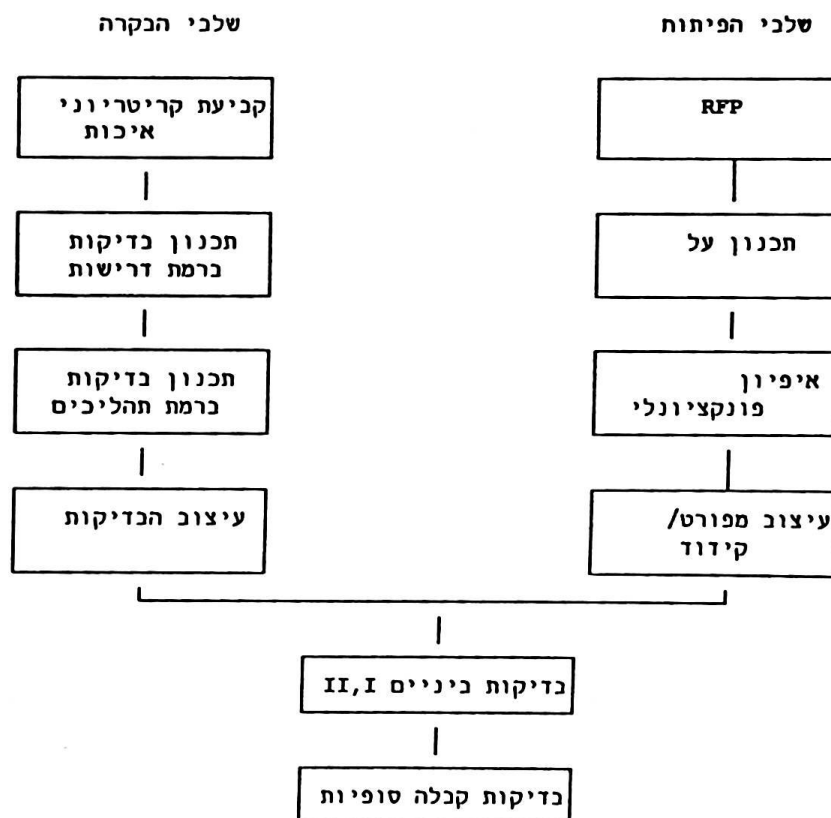 שלבי הפיתוח
שלבי הבקרה
RFP
קביעת קריטריוני
איכות
תכנון על
תכנון בדיקות
ברמת דרישות
איפיון
פונקציונלי
תכנון בדיקות
ברמת תהליכים
עיצוב מפורט/
קידוד
עיצוב הבדיקות
בדיקות ביניים II,I
בדיקות קבלה סופיות